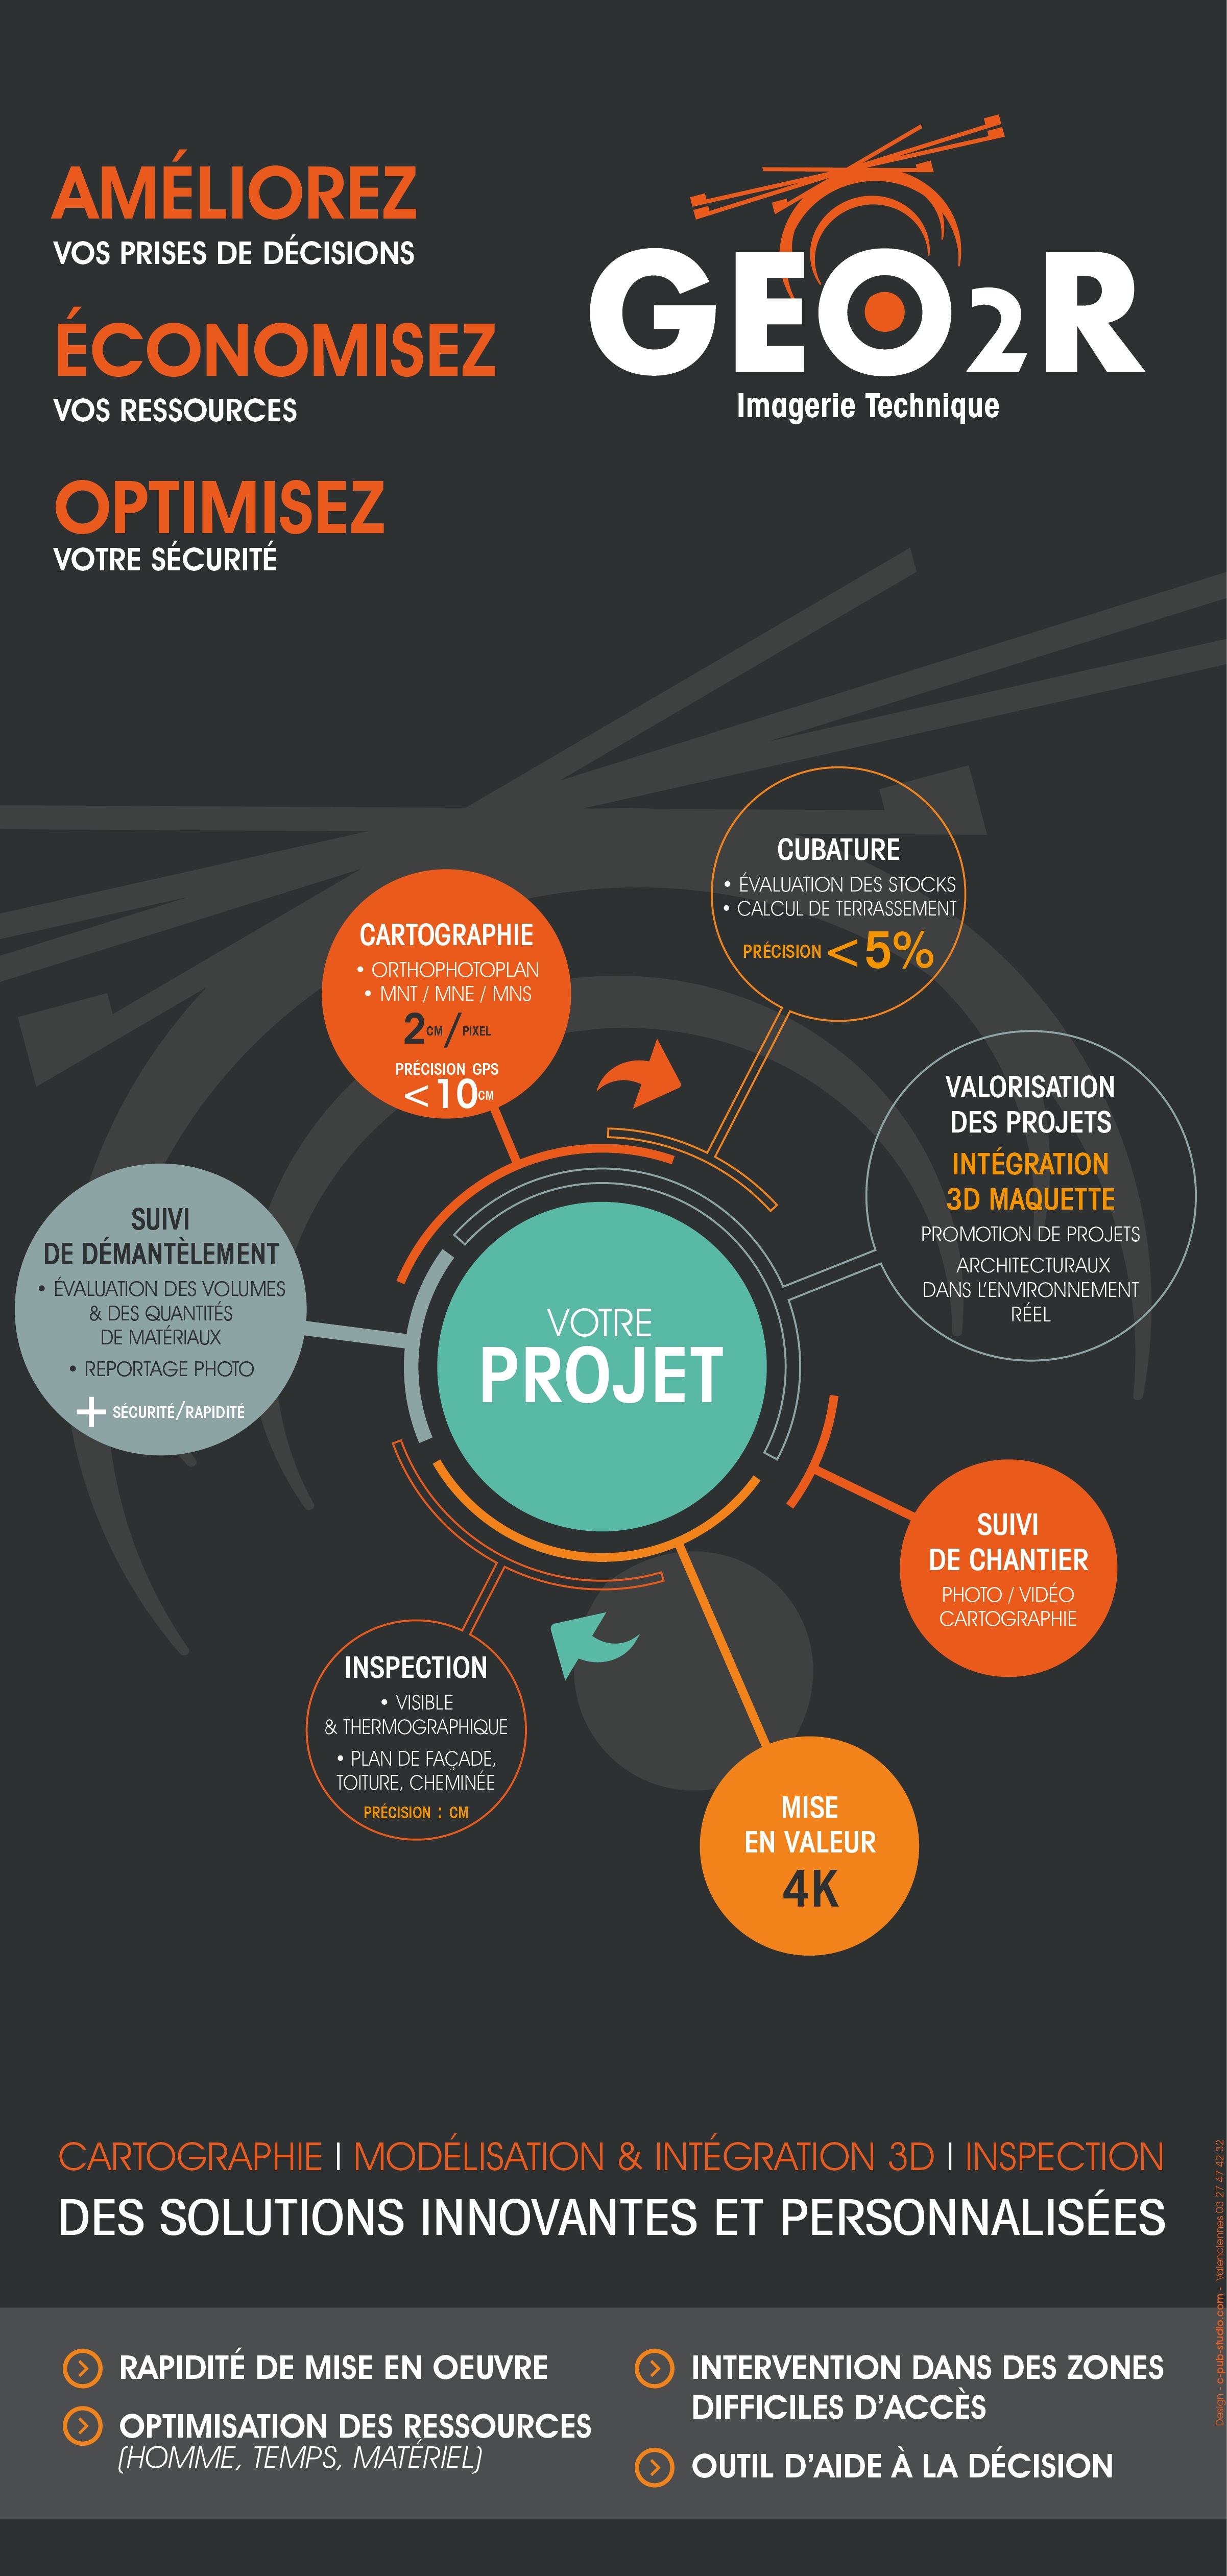 AMÉLIOREZ
VOS PRISES DE DÉCISIONS
ÉCONOMISEZ
VOS RESSOURCES
OPTIMISEZ
VOTRE SÉCURITÉ
GEO2R
Imagerie Technique
CARTOGRAPHIE
• ORTHOPHOTOPLAN
• MNT / MNE / MNS
2CM/PIXEL
PRÉCISION GPS
<10CM
CUBATURE
• ÉVALUATION DES STOCKS
• CALCUL DE TERRASSEMENT
PRÉCISION <5%
VALORISATION
DES PROJETS
INTÉGRATION
3D MAQUETTE
PROMOTION DE PROJETS
ARCHITECTURAUX
DANS L'ENVIRONNEMENT
RÉEL
SUIVI
DE DÉMANTÈLEMENT
• ÉVALUATION DES VOLUMES
& DES QUANTITÉS
DE MATÉRIAUX
• REPORTAGE PHOTO
+ SÉCURITÉ/RAPIDITÉ
VOTRE
PROJET
SUIVI
DE CHANTIER
PHOTO / VIDÉO
CARTOGRAPHIE
INSPECTION
• VISIBLE
& THERMOGRAPHIQUE
• PLAN DE FAÇADE,
TOITURE, CHEMINÉE
PRÉCISION : CM
MISE
EN VALEUR
4K
CARTOGRAPHIE | MODÉLISATION & INTÉGRATION 3D | INSPECTION
DES SOLUTIONS INNOVANTES ET PERSONNALISÉES
RAPIDITÉ DE MISE EN OEUVRE
OPTIMISATION DES RESSOURCES
(HOMME, TEMPS, MATÉRIEL)
INTERVENTION DANS DES ZONES
DIFFICILES D'ACCÈS
OUTIL D'AIDE À LA DÉCISION
Design - c-pub-studio.com - Valenciennes 03 27 47 42 32